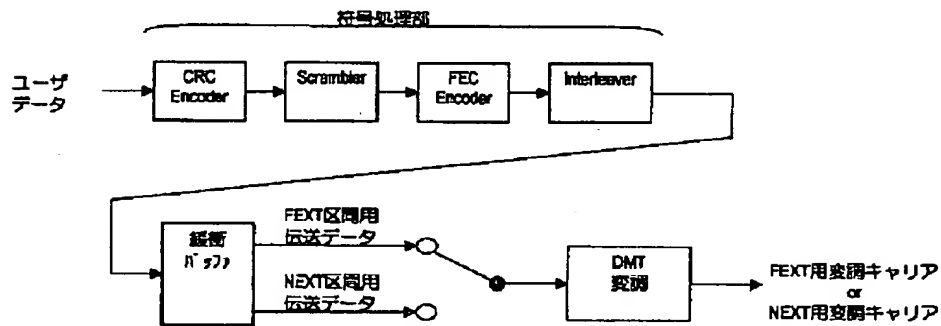 符号処理部
ユーザ
データ
CRC
Encoder
Scrambler
FEC
Encoder
Interleaver
FEXT区間用
伝送データ
緩衝
バッファ
NEXT区間用
伝送データ
DMT
変調
FEXT用変調キャリア
or
NEXT用変調キャリア